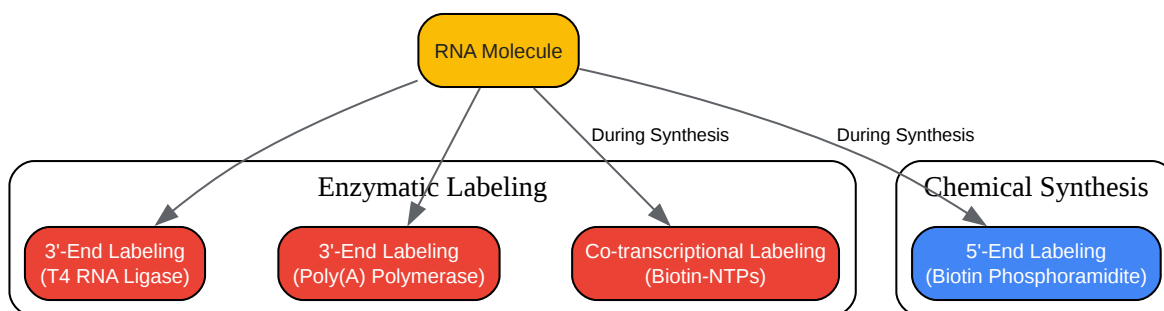 RNA Molecule
During Synthesis
During Synthesis
Enzymatic Labeling
Chemical Synthesis
3'-End Labeling
(T4 RNA Ligase)
3'-End Labeling
(Poly(A) Polymerase)
Co-transcriptional Labeling
(Biotin-NTPs)
5'-End Labeling
(Biotin Phosphoramidite)